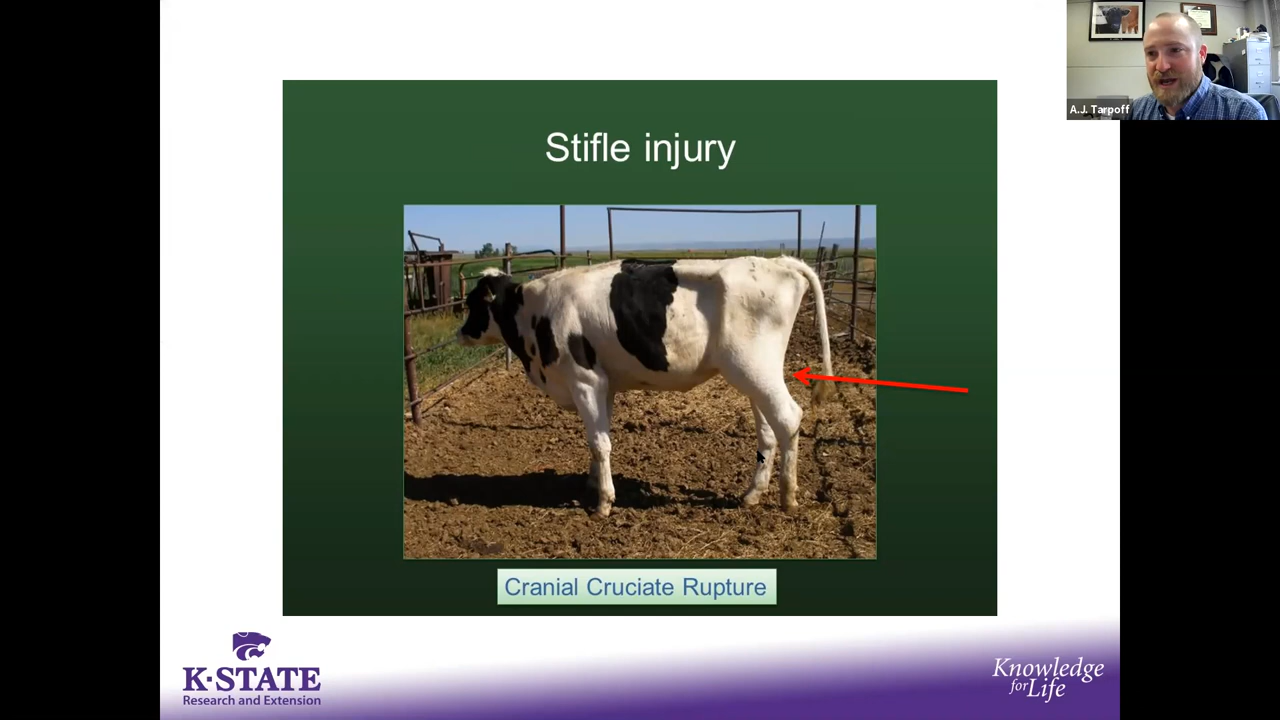 A.J. Tarpoff
Stifle injury
Cranial Cruciate Rupture
K-STATE
Research and Extension
Knowledge
for Life